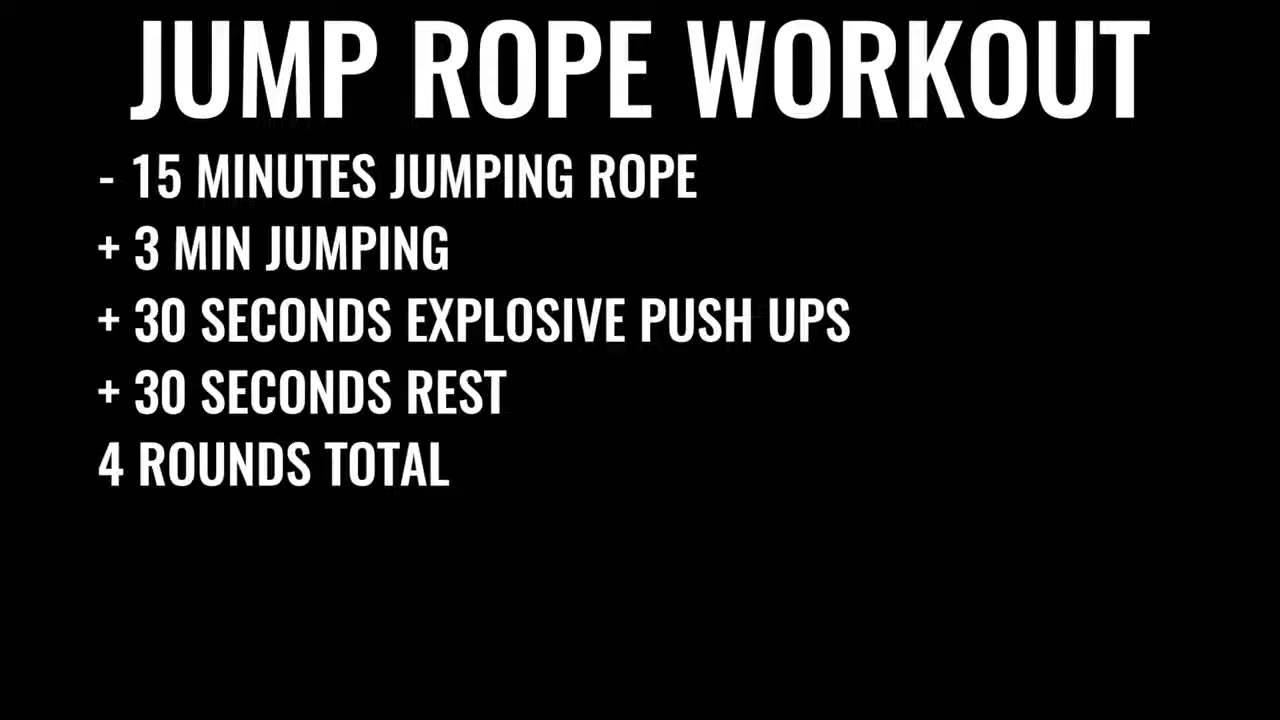 JUMP ROPE WORKOUT
- 15 MINUTES JUMPING ROPE
+ 3 MIN JUMPING
+ 30 SECONDS EXPLOSIVE PUSH UPS
+ 30 SECONDS REST
4 ROUNDS TOTAL